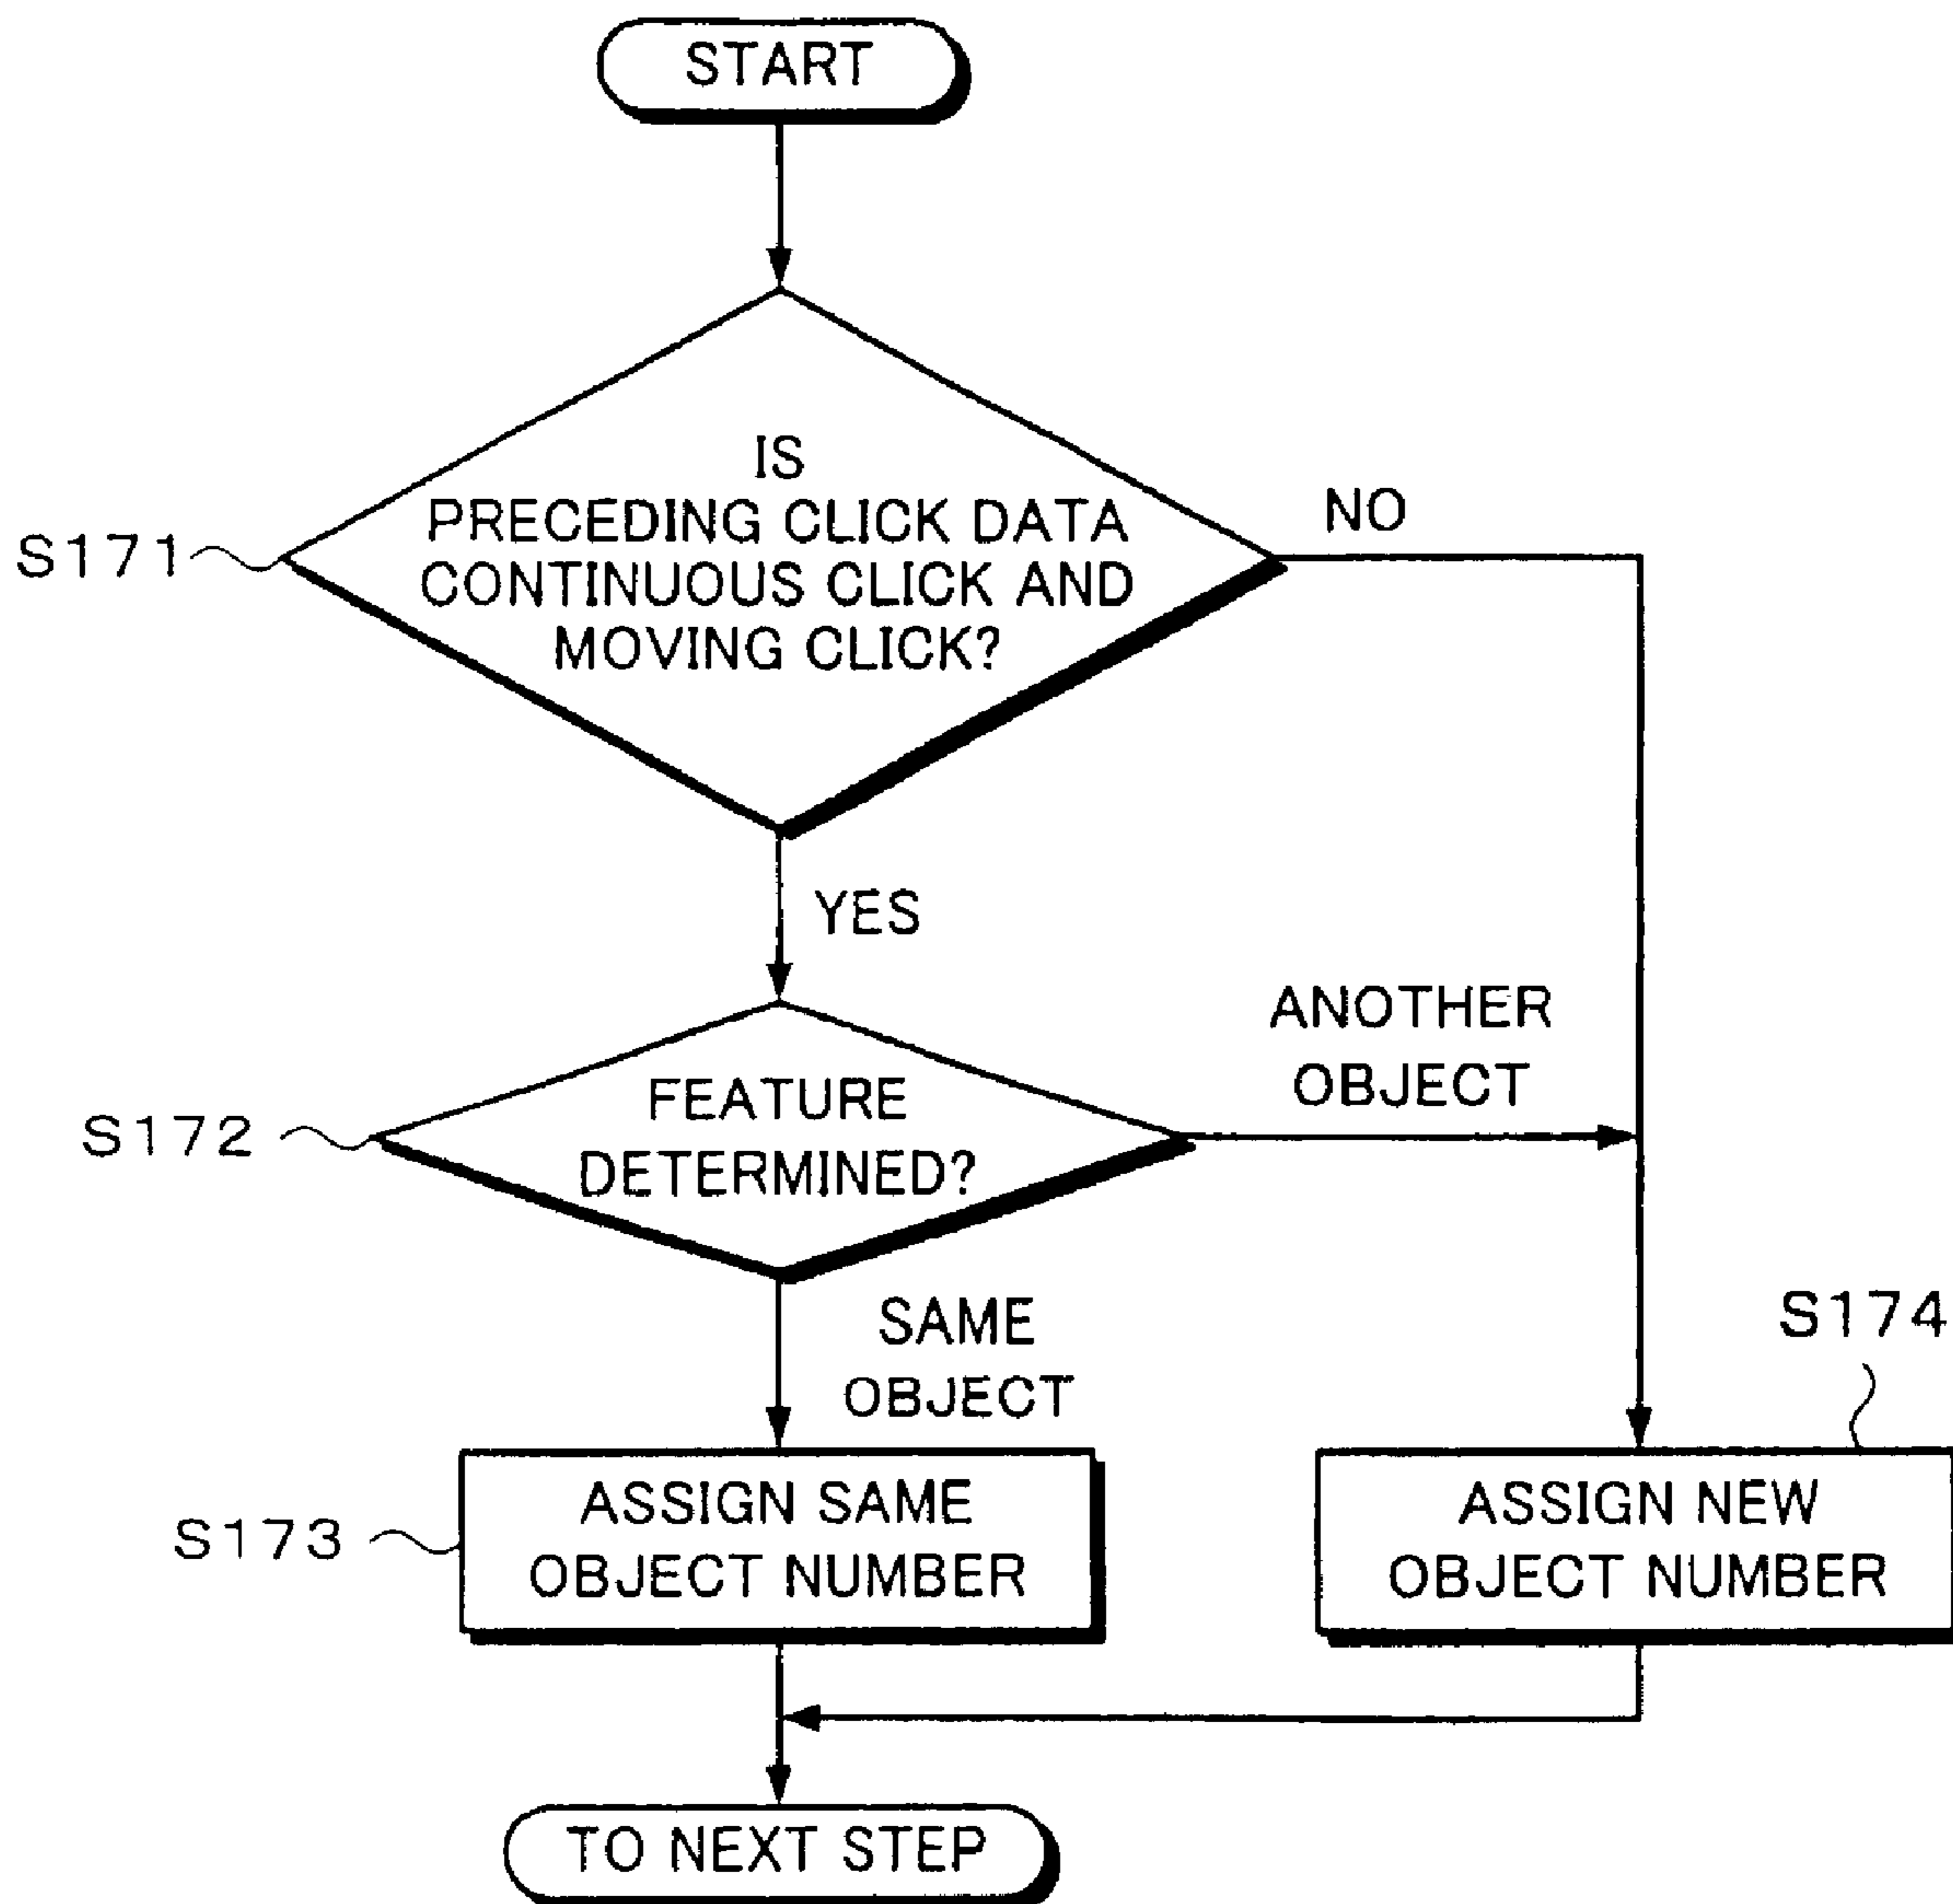 START
IS
PRECEDING CLICK DATA
CONTINUOUS CLICK AND
MOVING CLICK?
NO
S171
YES
ANOTHER
OBJECT
FEATURE
DETERMINED?
S172
SAME
OBJECT
S174
ASSIGN SAME
OBJECT NUMBER
S173
ASSIGN NEW
OBJECT NUMBER
TO NEXT STEP